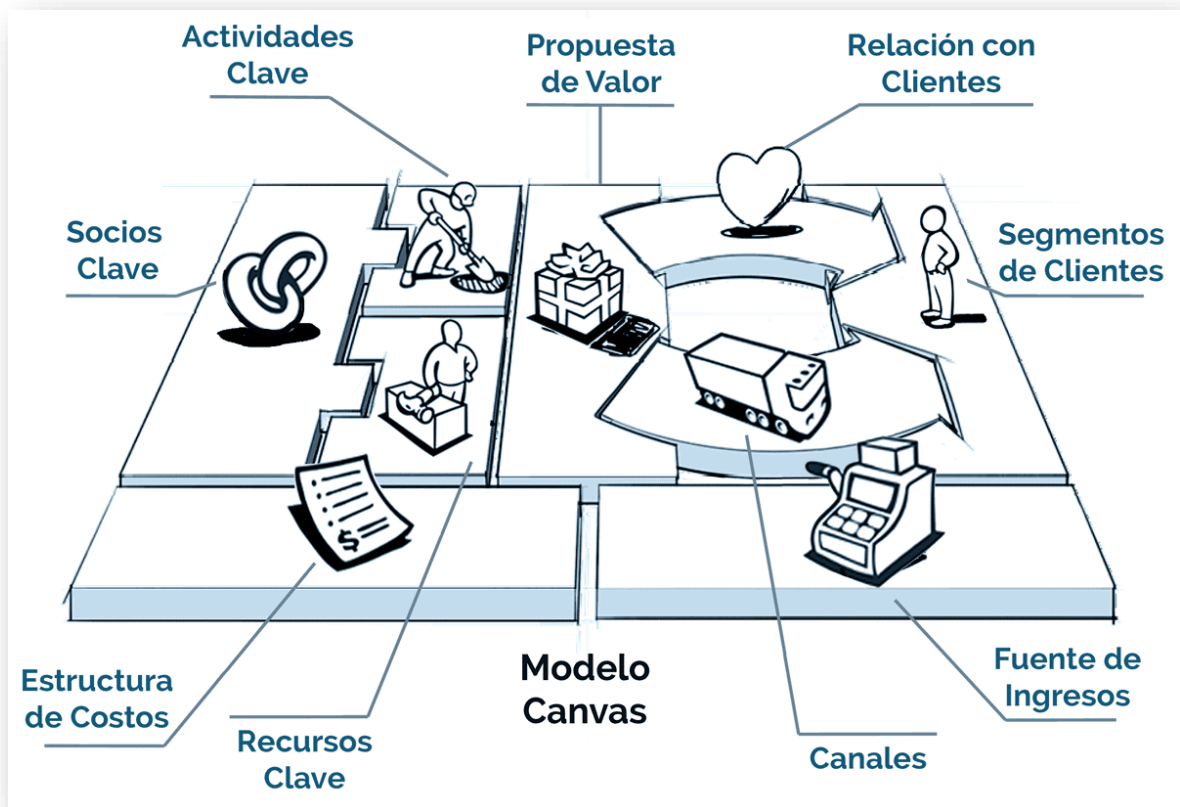 Actividades
Clave
Propuesta
de Valor
Relación con
Clientes
Socios
Clave
Segmentos
de Clientes
$
Estructura
de Costos
Recursos
Clave
Modelo
Canvas
Canales
Fuente de
Ingresos